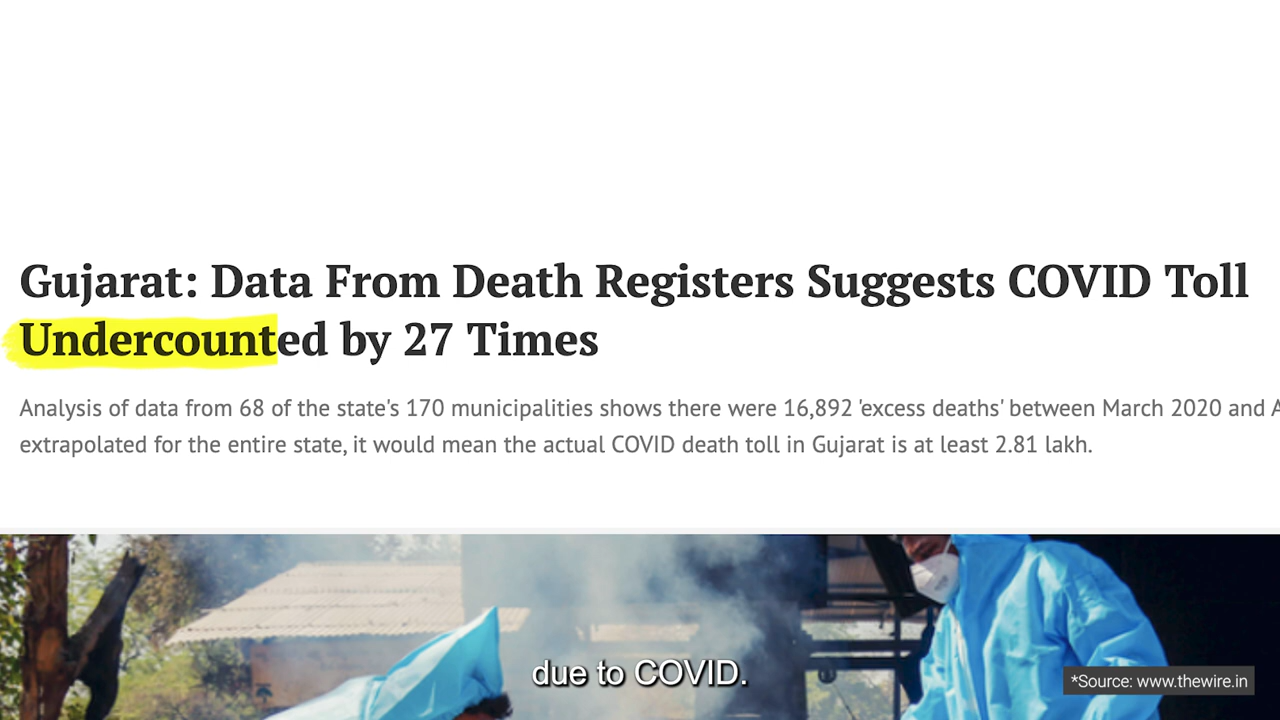 Gujarat: Data From Death Registers Suggests COVID Toll
Undercounted by 27 Times
Analysis of data from 68 of the state's 170 municipalities shows there were 16,892 'excess deaths' between March 2020 and A
extrapolated for the entire state, it would mean the actual COVID death toll in Gujarat is at least 2.81 lakh.
due to COVID.
*Source: www.thewire.in